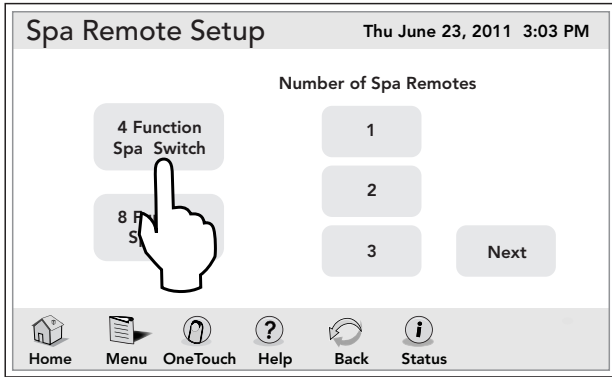 Spa Remote Setup
Thu June 23, 2011 3:03 PM
Number of Spa Remotes
4 Function
Spa Switch
8
1
2
3
Next
Home Menu OneTouch Help Back Status